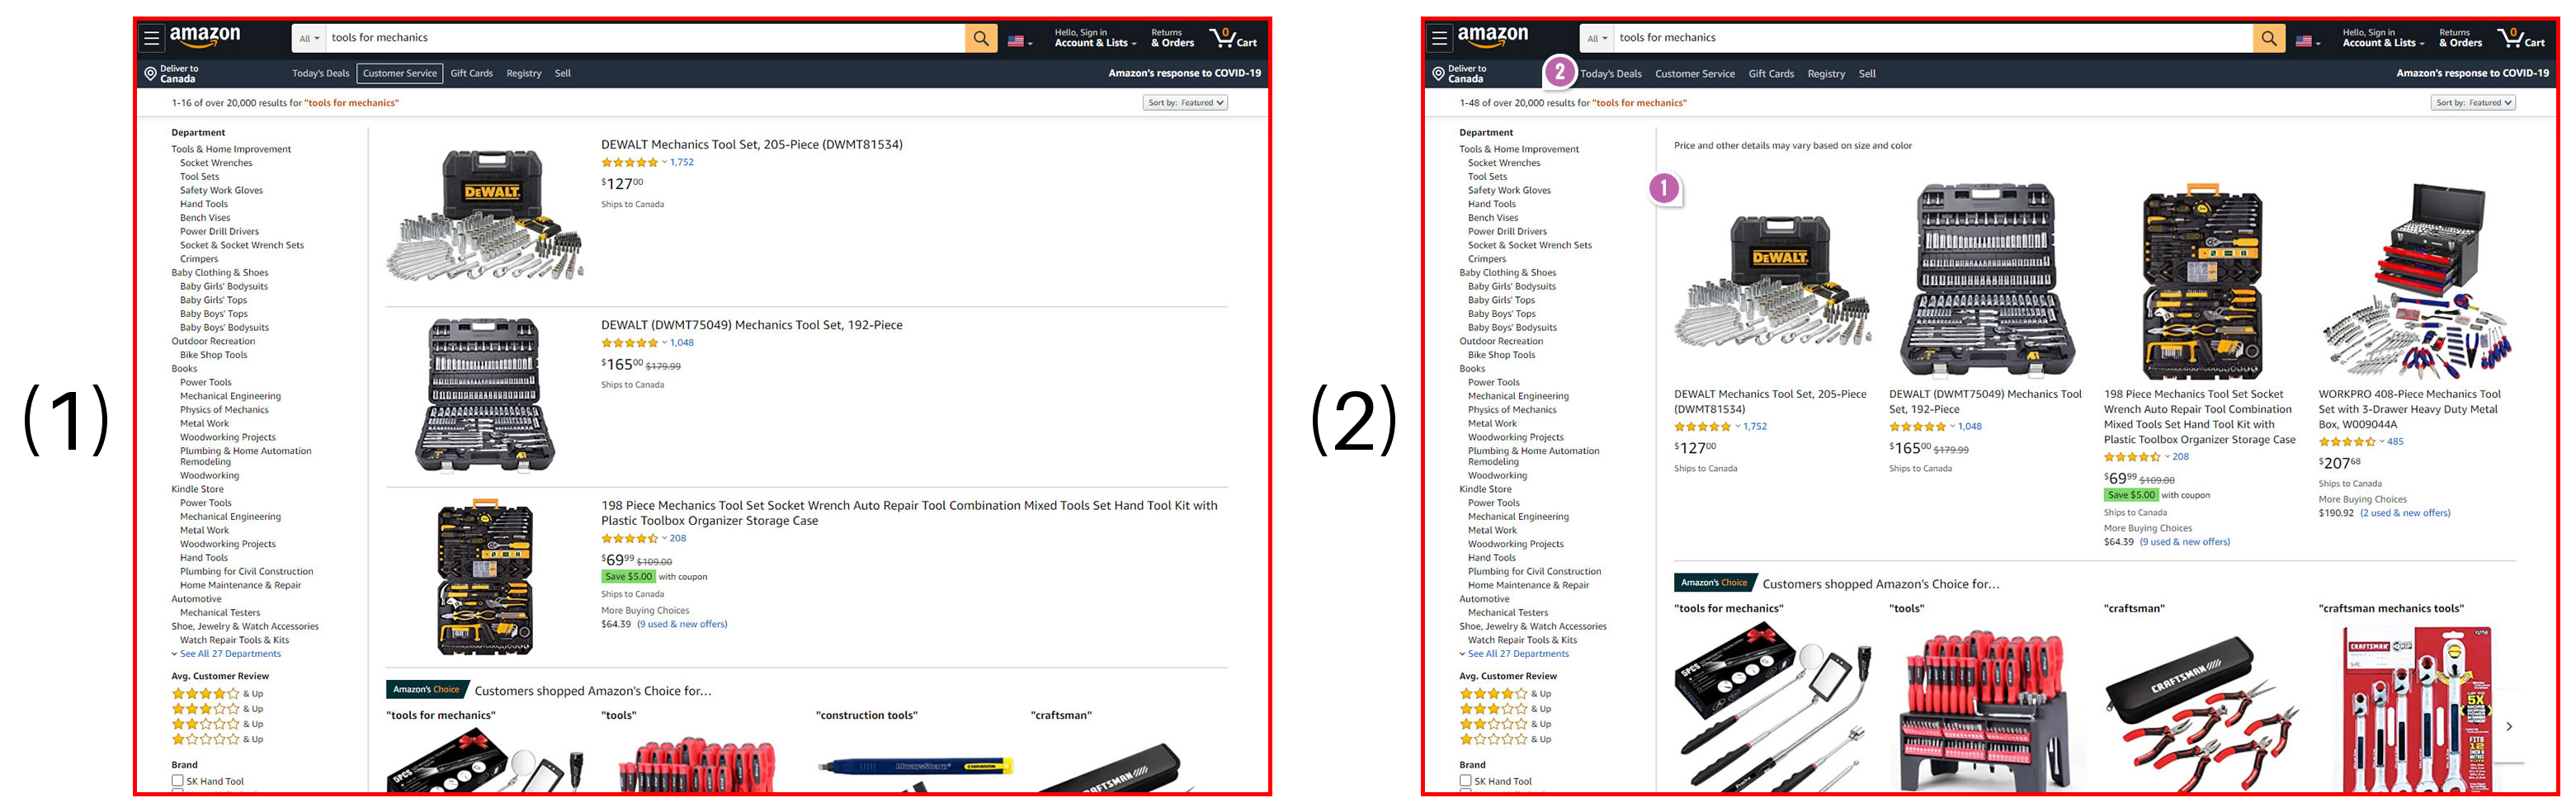 (1)
amazon
All
tools for mechanics
Hello, Sign in
Account & Lists
Returns
& Orders
0
Cart
Deliver to
Canada
Today's Deals
Customer Service
Gift Cards
Registry
Sell
Amazon's response to COVID-19
1-16 of over 20,000 results for "tools for mechanics"
Sort by: Featured
Department
Tools & Home Improvement
Socket Wrenches
Tool Sets
Safety Work Gloves
Hand Tools
Bench Vises
Power Drill Drivers
Socket & Socket Wrench Sets
Crimpers
Baby Clothing & Shoes
Baby Girls' Bodysuits
Baby Girls' Tops
Baby Boys' Tops
Baby Boys' Bodysuits
Outdoor Recreation
Bike Shop Tools
Books
Power Tools
Mechanical Engineering
Physics of Mechanics
Metal Work
Woodworking Projects
Plumbing & Home Automation
Remodeling
Woodworking
Kindle Store
Power Tools
Mechanical Engineering
Metal Work
Woodworking Projects
Hand Tools
Plumbing for Civil Construction
Home Maintenance & Repair
Automotive
Mechanical Testers
Shoe, Jewelry & Watch Accessories
Watch Repair Tools & Kits
See All 27 Departments
Avg. Customer Review
& Up
& Up
& Up
& Up
Brand
SK Hand Tool
DEWALT
DEWALT Mechanics Tool Set, 205-Piece (DWMT81534)
1,752
$127 00
Ships to Canada
DEWALT (DWMT75049) Mechanics Tool Set, 192-Piece
1,048
$165 00 $179.99
Ships to Canada
198 Piece Mechanics Tool Set Socket Wrench Auto Repair Tool Combination Mixed Tools Set Hand Tool Kit with
Plastic Toolbox Organizer Storage Case
208
$69 99 $109.00
Save $5.00 with coupon
Ships to Canada
More Buying Choices
$64.39 (9 used & new offers)
Amazon's Choice Customers shopped Amazon's Choice for…
"tools for mechanics"
"tools"
"construction tools"
"craftsman"
5PCS
SWANSON
CRAFTSMAN
(2)
amazon
All
tools for mechanics
Hello, Sign in
Account & Lists
Returns
& Orders
0
Cart
Deliver to
Canada
2
Today's Deals
Customer Service
Gift Cards
Registry
Sell
Amazon's response to COVID-19
1-48 of over 20,000 results for "tools for mechanics"
Sort by: Featured
Department
Tools & Home Improvement
Socket Wrenches
Tool Sets
Safety Work Gloves
Hand Tools
Bench Vises
Power Drill Drivers
Socket & Socket Wrench Sets
Crimpers
Baby Clothing & Shoes
Baby Girls' Bodysuits
Baby Girls' Tops
Baby Boys' Tops
Baby Boys' Bodysuits
Outdoor Recreation
Bike Shop Tools
Books
Power Tools
Mechanical Engineering
Physics of Mechanics
Metal Work
Woodworking Projects
Plumbing & Home Automation
Remodeling
Woodworking
Kindle Store
Power Tools
Mechanical Engineering
Metal Work
Woodworking Projects
Hand Tools
Plumbing for Civil Construction
Home Maintenance & Repair
Automotive
Mechanical Testers
Shoe, Jewelry & Watch Accessories
Watch Repair Tools & Kits
See All 27 Departments
Avg. Customer Review
& Up
& Up
& Up
& Up
Brand
SK Hand Tool
Price and other details may vary based on size and color
1
DEWALT
DEWALT Mechanics Tool Set, 205-Piece
(DWMT81534)
1,752
$127 00
Ships to Canada
DEWALT (DWMT75049) Mechanics Tool
Set, 192-Piece
1,048
$165 00 $179.99
Ships to Canada
198 Piece Mechanics Tool Set Socket
Wrench Auto Repair Tool Combination
Mixed Tools Set Hand Tool Kit with
Plastic Toolbox Organizer Storage Case
208
$69 99 $109.00
Save $5.00 with coupon
Ships to Canada
More Buying Choices
$64.39 (9 used & new offers)
WORKPRO 408-Piece Mechanics Tool
Set with 3-Drawer Heavy Duty Metal
Box, W009044A
485
$207 68
Ships to Canada
More Buying Choices
$190.92 (2 used & new offers)
Amazon's Choice Customers shopped Amazon's Choice for…
"tools for mechanics"
"tools"
"craftsman"
"craftsman mechanics tools"
5PCS
CRAFTSMAN
CRAFTSMAN
5X
FITS
12